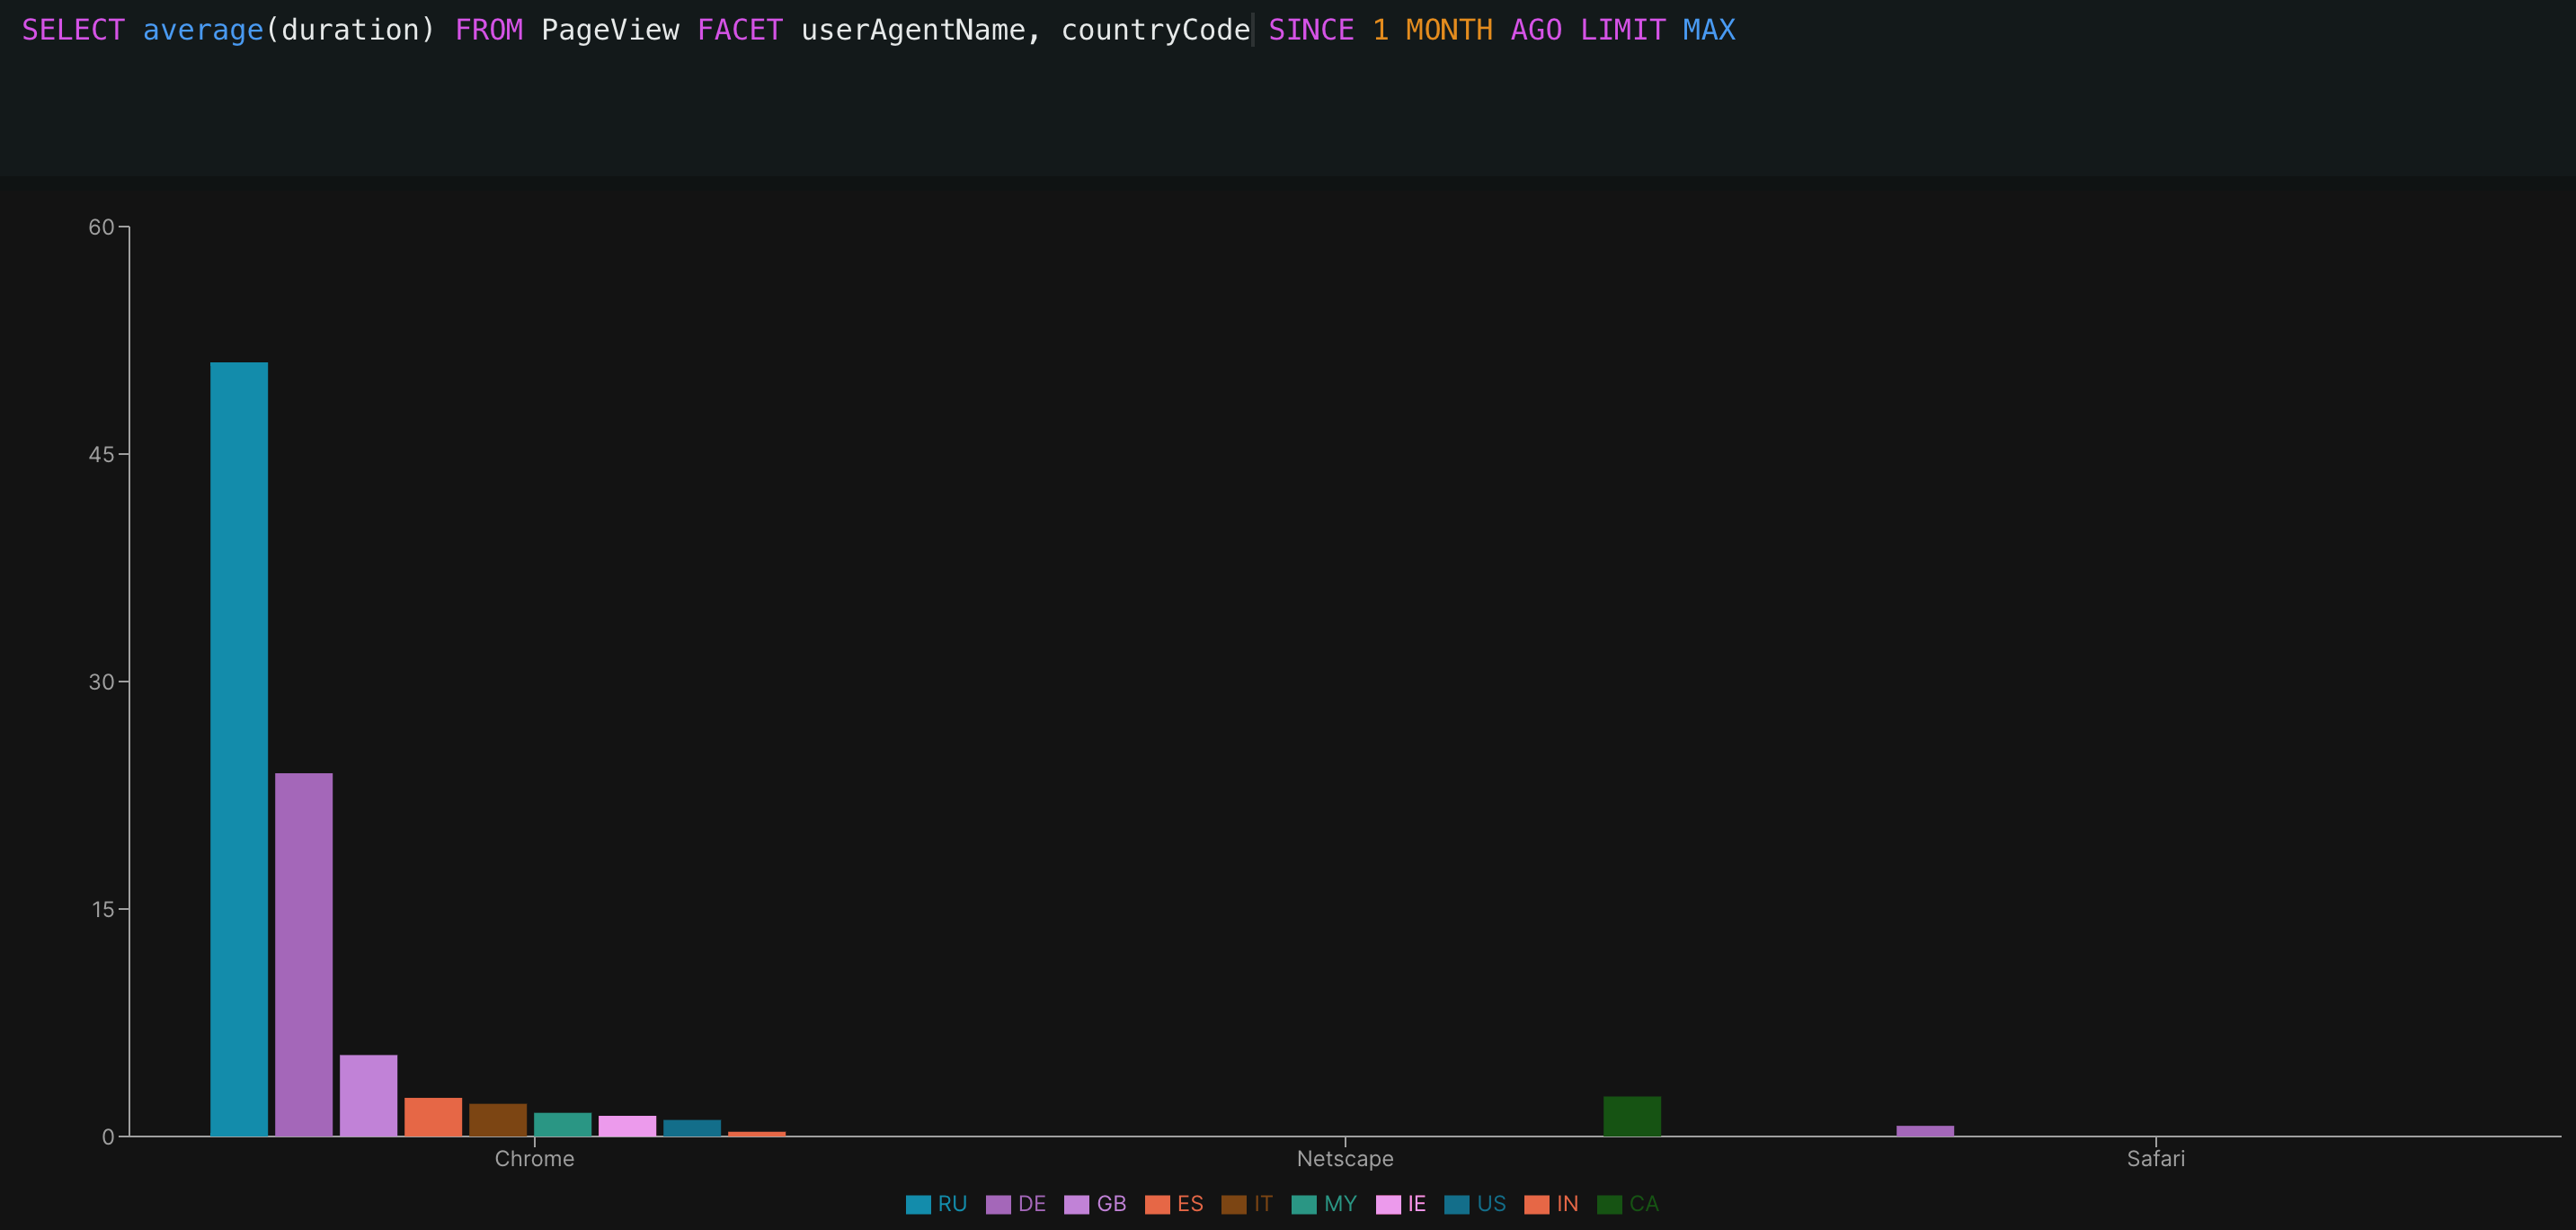 SELECT average(duration) FROM PageView FACET userAgentName, countryCode SINCE 1 MONTH AGO LIMIT MAX
60
45
30
15
0
Chrome Netscape Safari
RU DE GB ES IT MY IE US IN CA